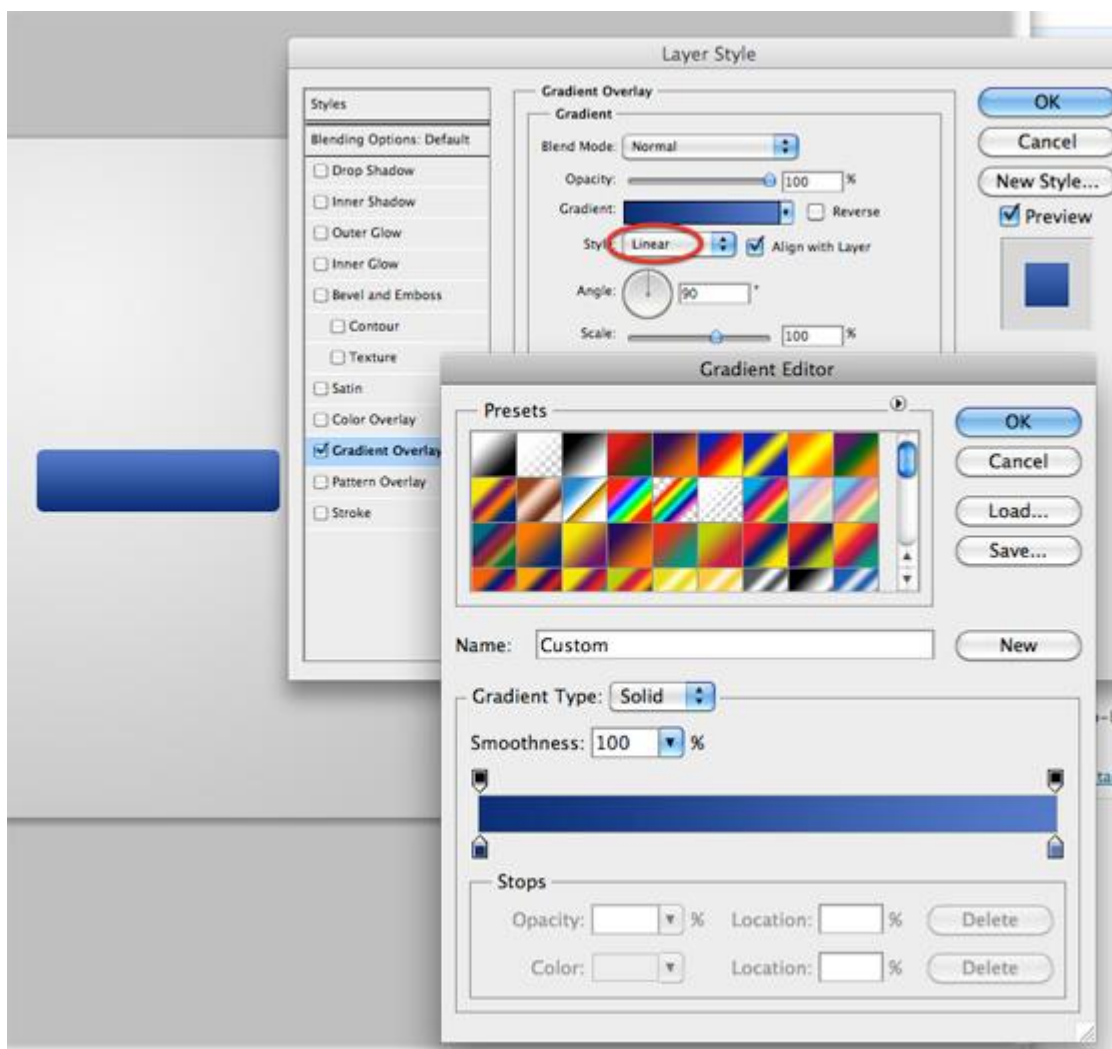 Layer Style
Styles
Blending Options: Default
Drop Shadow
Inner Shadow
Outer Glow
Inner Glow
Bevel and Emboss
Contour
Texture
Satin
Color Overlay
Gradient Overlay
Pattern Overlay
Stroke
Gradient Overlay
Gradient
Blend Mode: Normal
Opacity: 100 %
Gradient: Reverse
Style: Linear Align with Layer
Angle: 90 °
Scale: 100 %
OK
Cancel
New Style...
Preview
Gradient Editor
Presets
OK
Cancel
Load...
Save...
Name: Custom
New
Gradient Type: Solid
Smoothness: 100 %
Stops
Opacity: % Location: % Delete
Color: Location: % Delete